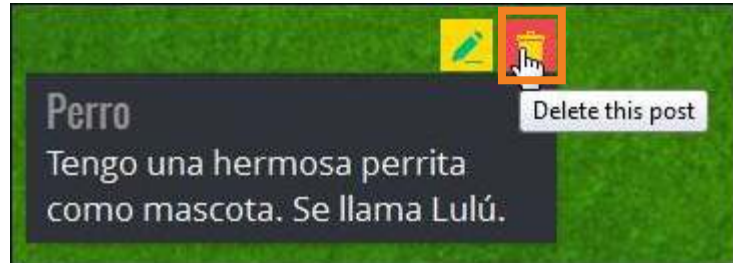 Perro
Delete this post
Tengo una hermosa perrita
como mascota. Se llama Lulú.